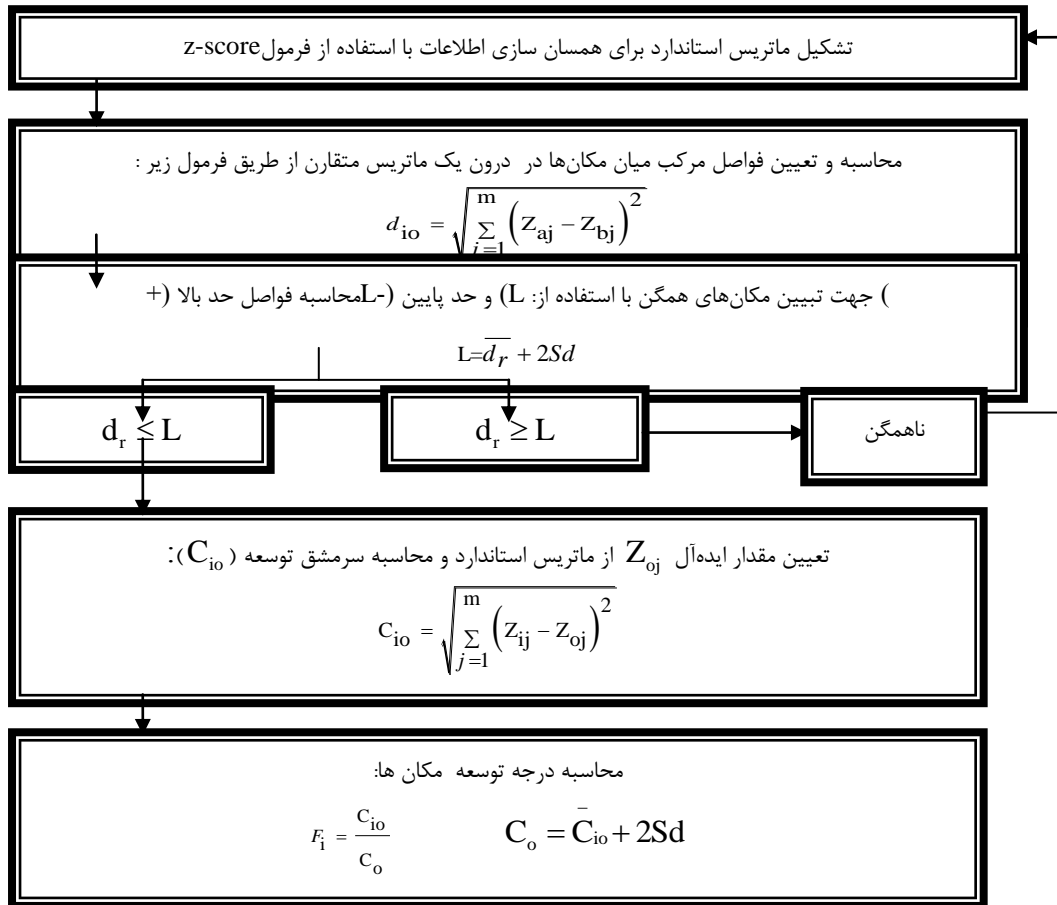 تشکیل ماتریس استاندارد برای همسان سازی اطلاعات با استفاده از فرمولz-score
محاسبه و تعیین فواصل مرکب میان مکان‌ها در درون یک ماتریس متقارن از طریق فرمول زیر :
d_io = √(Σ_{i=1}^{m} (Z_aj − Z_bj)^2)
) جهت تبیین مکان‌های همگن با استفاده از: L) و حد پایین (-Lمحاسبه فواصل حد بالا (+
L=d̅_r + 2Sd
d_r ≤ L
d_r ≥ L
ناهمگن
تعیین مقدار ایده‌آل Z_oj از ماتریس استاندارد و محاسبه سرمشق توسعه (C_io):
C_io = √(Σ_{j=1}^{m} (Z_ij − Z_oj)^2)
محاسبه درجه توسعه مکان ها:
F_i = C_io / C_o
C_o = C̄_io + 2Sd